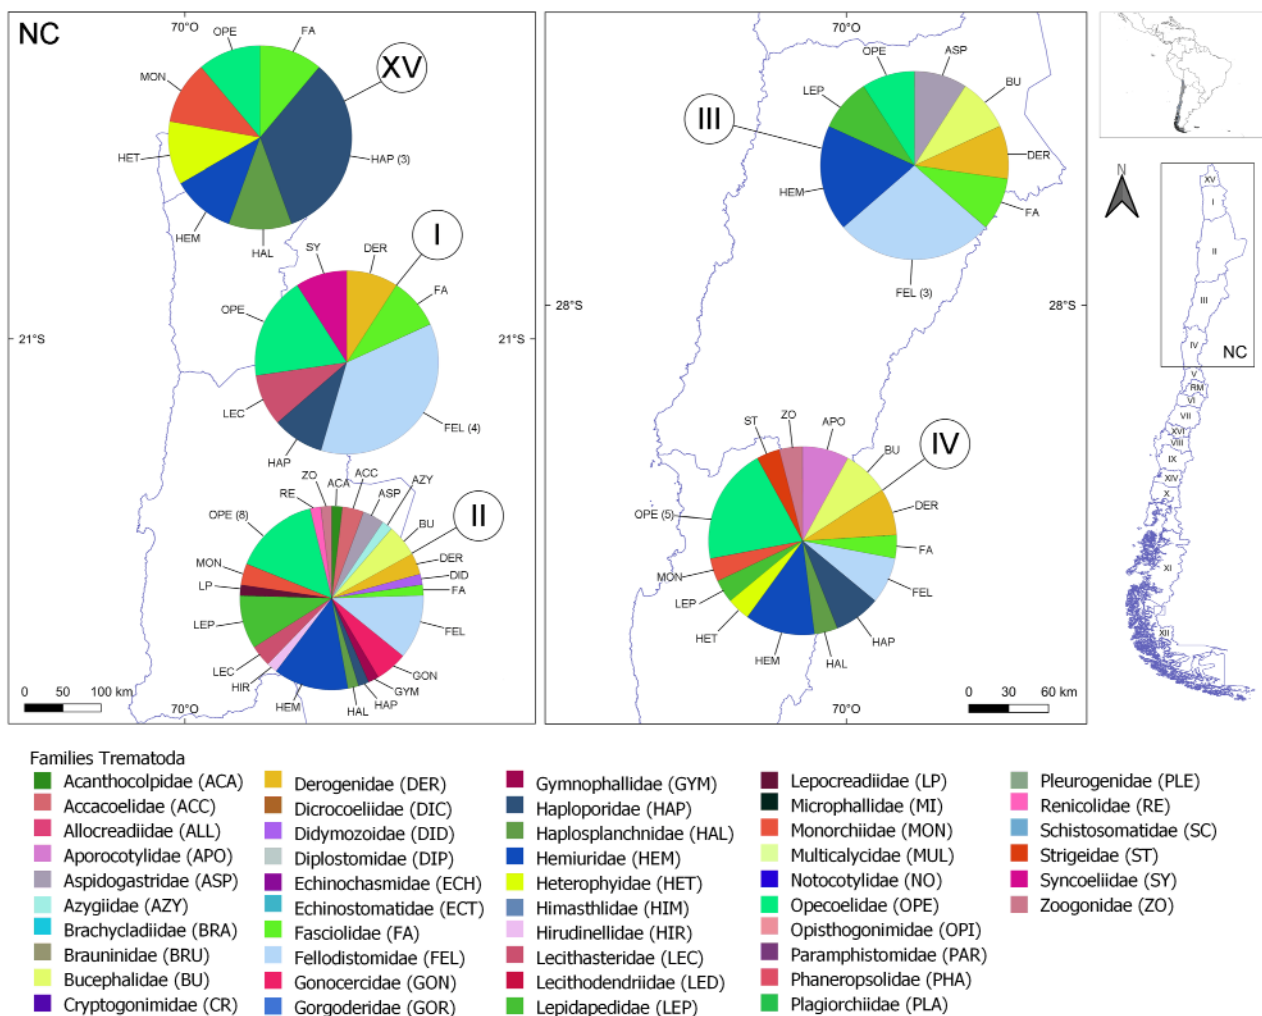 NC
70°O
OPE
FA
XV
MON
HET
HAP (3)
HEM
HAL
I
SY
DER
FA
OPE
21°S
21°S
LEC
FEL (4)
HAP
ZO
ACA
ACC
ASP
AZY
RE
OPE (8)
BU
II
MON
DER
LP
DID
FA
LEP
FEL
LEC
GON
HIR
GYM
HEM
HAL
HAP
0 50 100 km
70°O
70°O
OPE
ASP
BU
LEP
III
DER
HEM
FA
FEL (3)
28°S
28°S
ST
ZO
APO
BU
IV
OPE (5)
DER
FA
MON
LEP
FEL
HET
HAP
HEM
HAL
0 30 60 km
70°O
N
XV
I
II
III
IV
NC
V
RM
VI
VII
XVI
VIII
IX
XIV
X
XI
XII
Families Trematoda
Acanthocolpidae (ACA)
Accacoelidae (ACC)
Allocreadiidae (ALL)
Aporocotylidae (APO)
Aspidogastridae (ASP)
Azygiidae (AZY)
Brachycladiidae (BRA)
Brauninidae (BRU)
Bucephalidae (BU)
Cryptogonimidae (CR)
Derogenidae (DER)
Dicrocoeliidae (DIC)
Didymozoidae (DID)
Diplostomidae (DIP)
Echinochasmidae (ECH)
Echinostomatidae (ECT)
Fasciolidae (FA)
Fellodistomidae (FEL)
Gonocercidae (GON)
Gorgoderidae (GOR)
Gymnophallidae (GYM)
Haploporidae (HAP)
Haplosplanchnidae (HAL)
Hemiuridae (HEM)
Heterophyidae (HET)
Himasthlidae (HIM)
Hirudinellidae (HIR)
Lecithasteridae (LEC)
Lecithodendriidae (LED)
Lepidapedidae (LEP)
Lepocreadiidae (LP)
Microphallidae (MI)
Monorchiidae (MON)
Multicalycidae (MUL)
Notocotylidae (NO)
Opecoelidae (OPE)
Opisthogonimidae (OPI)
Paramphistomidae (PAR)
Phaneropsolidae (PHA)
Plagiorchiidae (PLA)
Pleurogenidae (PLE)
Renicolidae (RE)
Schistosomatidae (SC)
Strigeidae (ST)
Syncoeliidae (SY)
Zoogonidae (ZO)